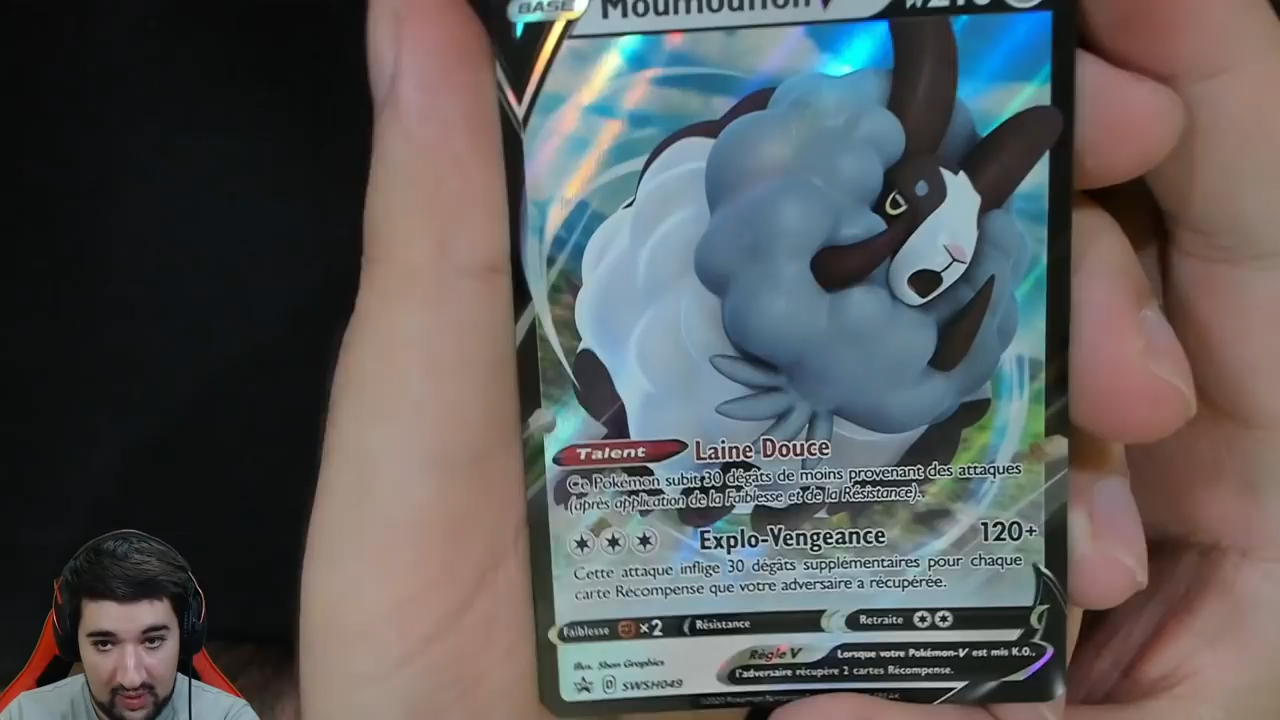 BASE Moumouflon V
Talent Laine Douce
Ce Pokémon subit 30 dégâts de moins provenant des attaques
(après application de la Faiblesse et de la Résistance).
Explo-Vengeance 120+
Cette attaque inflige 30 dégâts supplémentaires pour chaque
carte Récompense que votre adversaire a récupérée.
Faiblesse ×2 Résistance Retraite
Illus. 5ban Graphics
Règle V Lorsque votre Pokémon-V est mis K.O.,
l'adversaire récupère 2 cartes Récompense.
D SWSH049